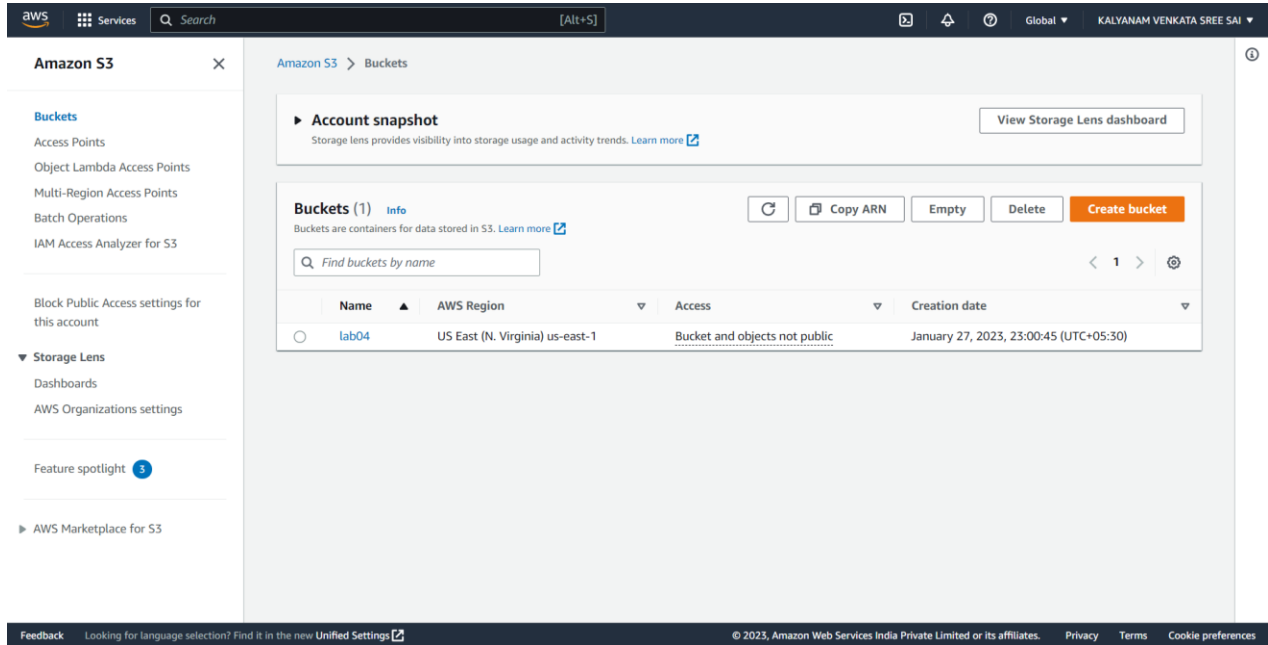 aws Services Search [Alt+S] Global KALYANAM VENKATA SREE SAI
Amazon S3
Buckets
Access Points
Object Lambda Access Points
Multi-Region Access Points
Batch Operations
IAM Access Analyzer for S3
Block Public Access settings for
this account
Storage Lens
Dashboards
AWS Organizations settings
Feature spotlight 3
AWS Marketplace for S3
Amazon S3 > Buckets
Account snapshot
Storage lens provides visibility into storage usage and activity trends. Learn more
View Storage Lens dashboard
Buckets (1) Info
Buckets are containers for data stored in S3. Learn more
Copy ARN Empty Delete Create bucket
Find buckets by name
1
Name AWS Region Access Creation date
lab04 US East (N. Virginia) us-east-1 Bucket and objects not public January 27, 2023, 23:00:45 (UTC+05:30)
Feedback Looking for language selection? Find it in the new Unified Settings © 2023, Amazon Web Services India Private Limited or its affiliates. Privacy Terms Cookie preferences